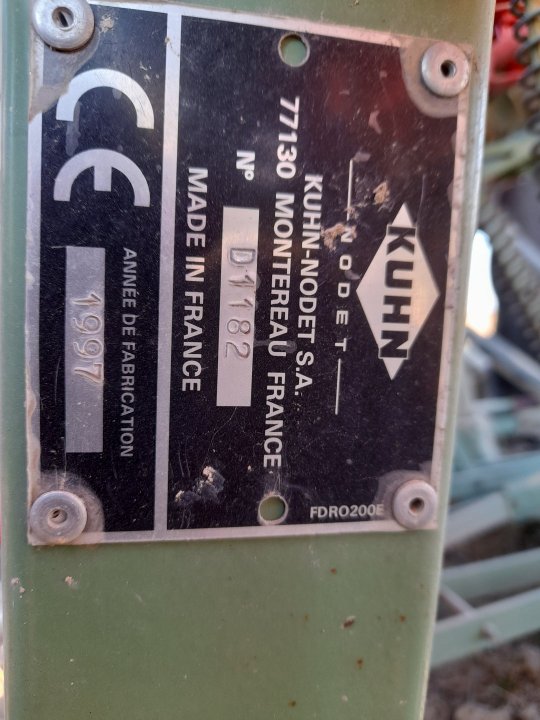 KUHN
NODET
KUHN-NODET S.A.
77130 MONTEREAU FRANCE
N° D1182
MADE IN FRANCE
FDRO200E
CE
ANNÉE DE FABRICATION
1997